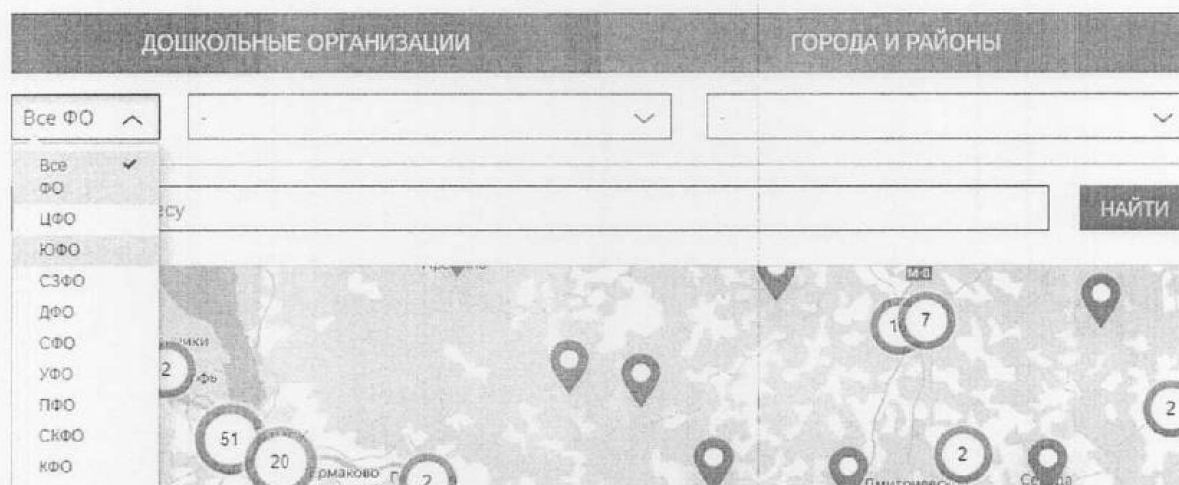 ДОШКОЛЬНЫЕ ОРГАНИЗАЦИИ ГОРОДА И РАЙОНЫ
Все ФО - -
Все
ФО
ЦФО
есу НАЙТИ
ЮФО
СЗФО
М-8
ДФО
7
СФО
2
УФО
ПФО
2
СКФО
51
2
КФО
20
2